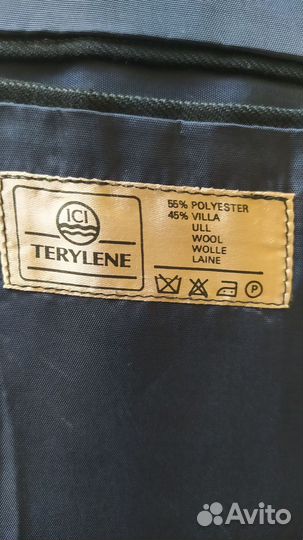 ICI
TERYLENE
55% POLYESTER
45% VILLA
ULL
WOOL
WOLLE
LAINE
P
Avito